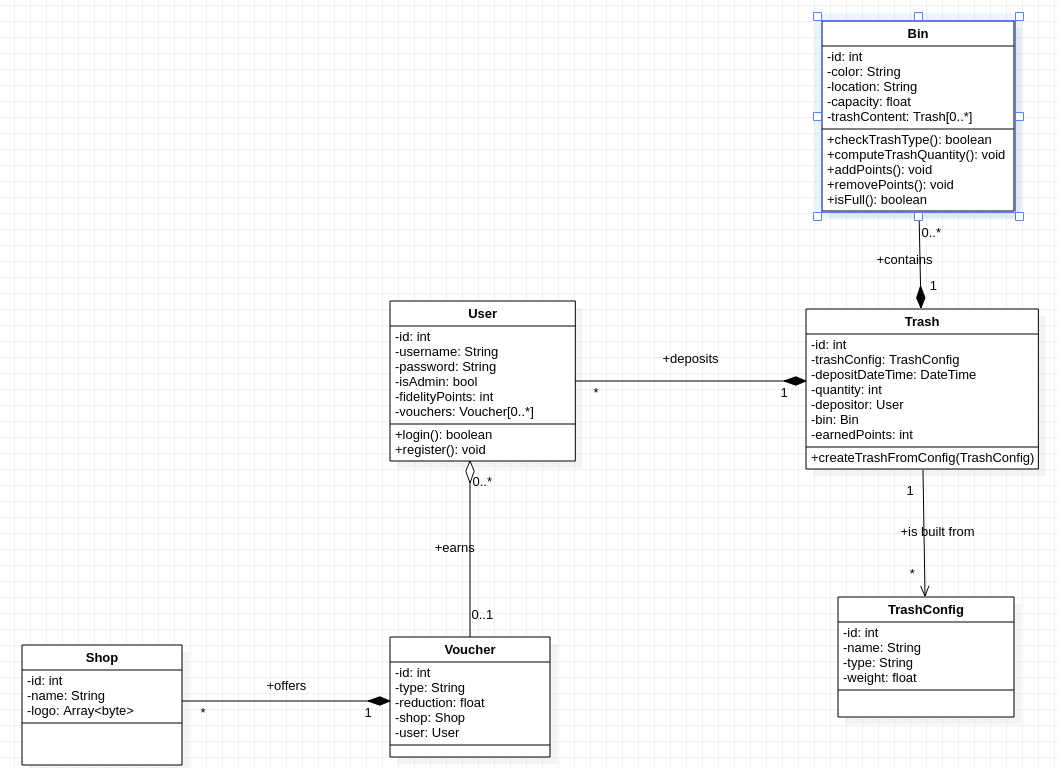 Bin
-id: int
-color: String
-location: String
-capacity: float
-trashContent: Trash[0..*]
+checkTrashType(): boolean
+computeTrashQuantity(): void
+addPoints(): void
+removePoints(): void
+isFull(): boolean
0..*
+contains
1
User
-id: int
-username: String
-password: String
-isAdmin: bool
-fidelityPoints: int
-vouchers: Voucher[0..*]
+login(): boolean
+register(): void
+deposits
*
1
Trash
-id: int
-trashConfig: TrashConfig
-depositDateTime: DateTime
-quantity: int
-depositor: User
-bin: Bin
-earnedPoints: int
+createTrashFromConfig(TrashConfig)
0..*
+earns
0..1
1
+is built from
*
TrashConfig
-id: int
-name: String
-type: String
-weight: float
Shop
-id: int
-name: String
-logo: Array<byte>
+offers
*
1
Voucher
-id: int
-type: String
-reduction: float
-shop: Shop
-user: User